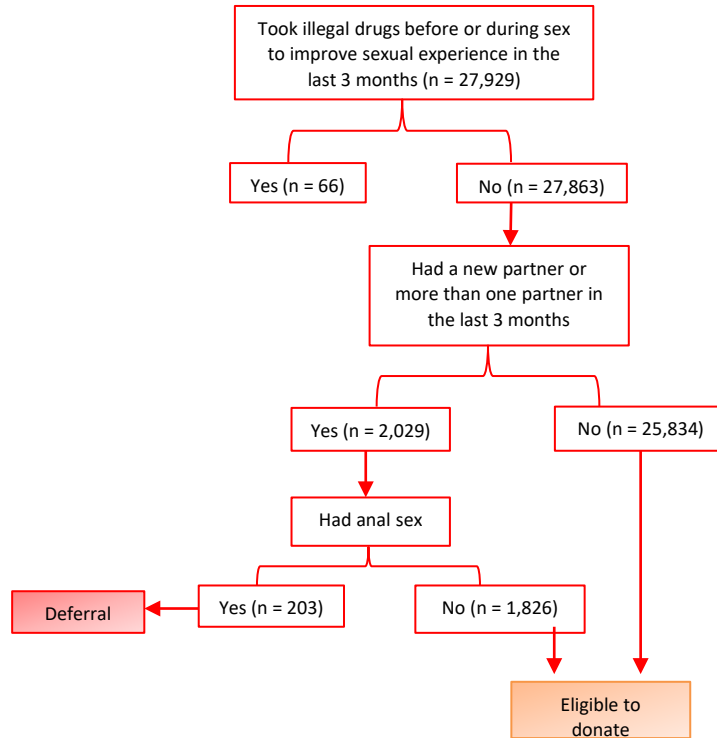 Took illegal drugs before or during sex
to improve sexual experience in the
last 3 months (n = 27,929)
Yes (n = 66)
No (n = 27,863)
Had a new partner or
more than one partner in
the last 3 months
Yes (n = 2,029)
No (n = 25,834)
Had anal sex
Deferral
Yes (n = 203)
No (n = 1,826)
Eligible to
donate